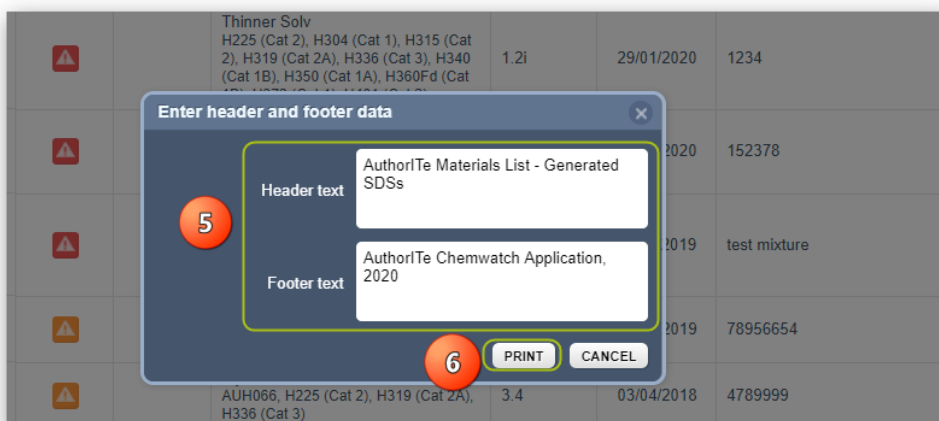 Thinner Solv
H225 (Cat 2), H304 (Cat 1), H315 (Cat
2), H319 (Cat 2A), H336 (Cat 3), H340
(Cat 1B), H350 (Cat 1A), H360Fd (Cat
1.2i
29/01/2020
1234
Enter header and footer data
2020
152378
Header text
AuthorITe Materials List - Generated
SDSs
5
2019
test mixture
Footer text
AuthorITe Chemwatch Application,
2020
2019
78956654
6
PRINT
CANCEL
AUH066, H225 (Cat 2), H319 (Cat 2A),
H336 (Cat 3)
3.4
03/04/2018
4789999